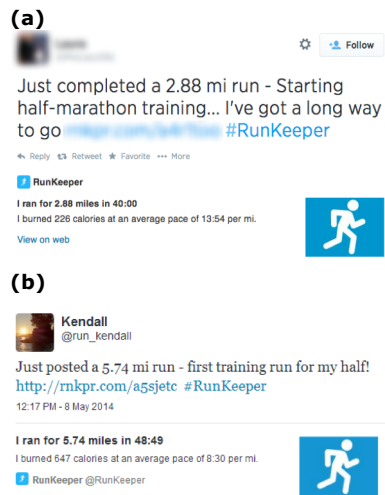 (a)
Follow
Just completed a 2.88 mi run - Starting
half-marathon training... I've got a long way
to go #RunKeeper
Reply Retweet Favorite More
RunKeeper
I ran for 2.88 miles in 40:00
I burned 226 calories at an average pace of 13:54 per mi.
View on web
(b)
Kendall
@run_kendall
Just posted a 5.74 mi run - first training run for my half!
http://rnkpr.com/a5sjetc #RunKeeper
12:17 PM - 8 May 2014
I ran for 5.74 miles in 48:49
I burned 647 calories at an average pace of 8:30 per mi.
RunKeeper @RunKeeper